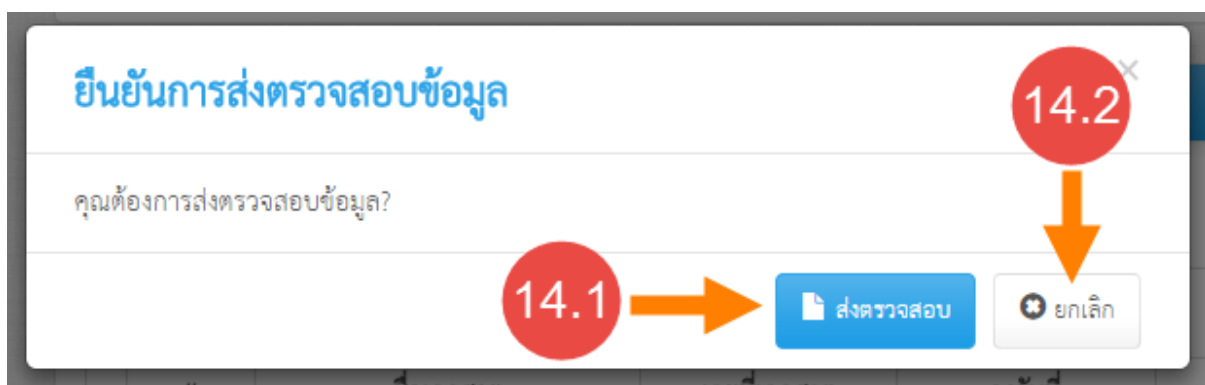 ยืนยันการส่งตรวจสอบข้อมูล
14.2
คุณต้องการส่งตรวจสอบข้อมูล?
14.1
ส่งตรวจสอบ
ยกเลิก